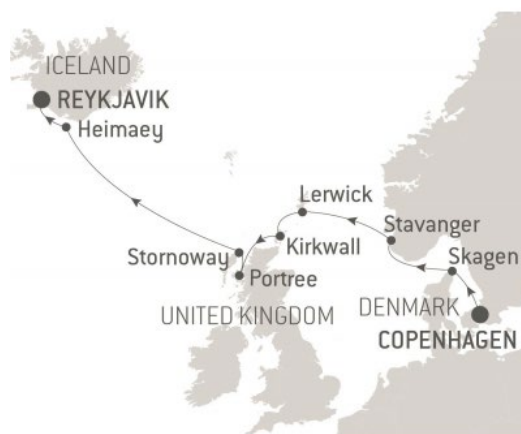 ICELAND
REYKJAVIK
Heimaey
Lerwick
Stavanger
Kirkwall
Skagen
Stornoway
Portree
DENMARK
UNITED KINGDOM
COPENHAGEN